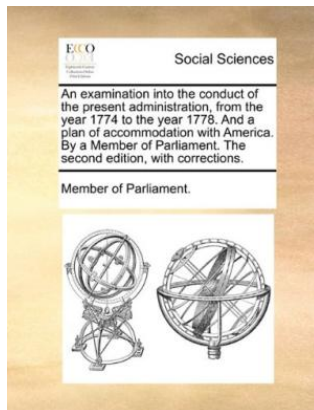 ECCO
Social Sciences
An examination into the conduct of
the present administration, from the
year 1774 to the year 1778. And a
plan of accommodation with America.
By a Member of Parliament. The
second edition, with corrections.
Member of Parliament.